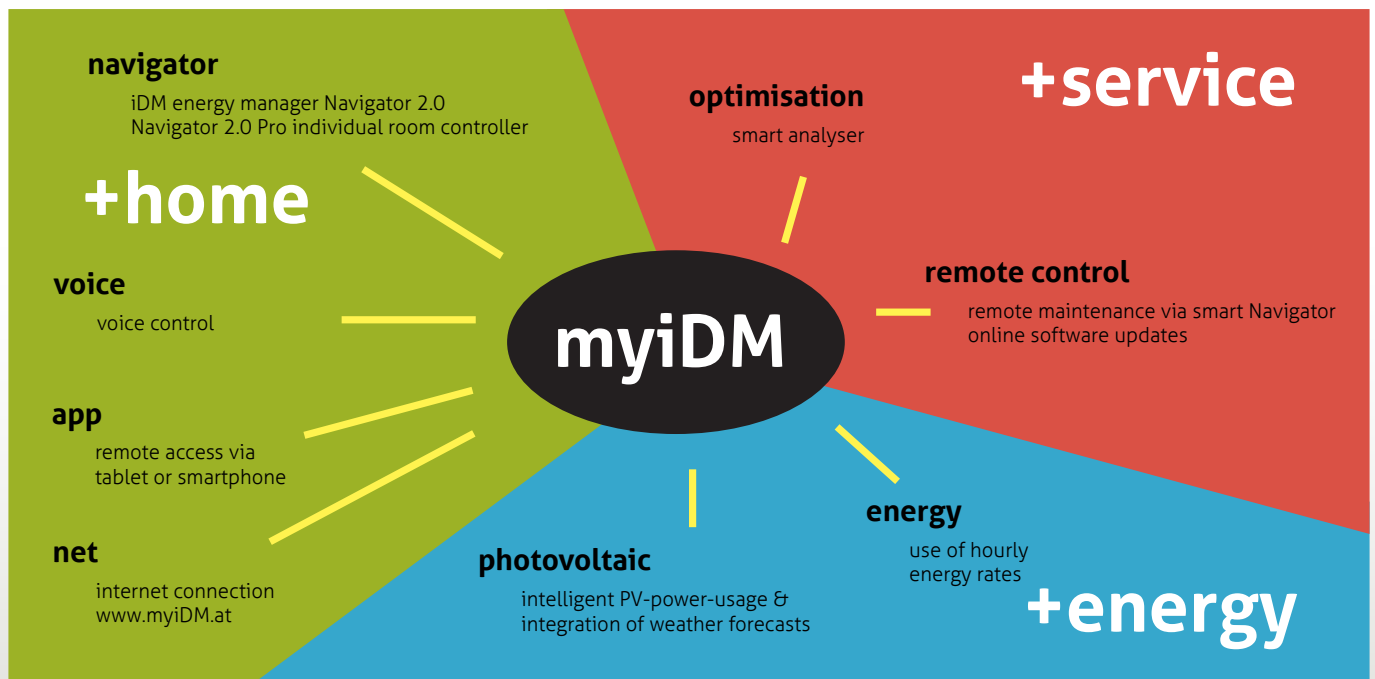 navigator
iDM energy manager Navigator 2.0
Navigator 2.0 Pro individual room controller
+home
voice
voice control
app
remote access via
tablet or smartphone
net
internet connection
www.myiDM.at
myiDM
+service
optimisation
smart analyser
remote control
remote maintenance via smart Navigator
online software updates
photovoltaic
intelligent PV-power-usage &
integration of weather forecasts
energy
use of hourly
energy rates
+energy